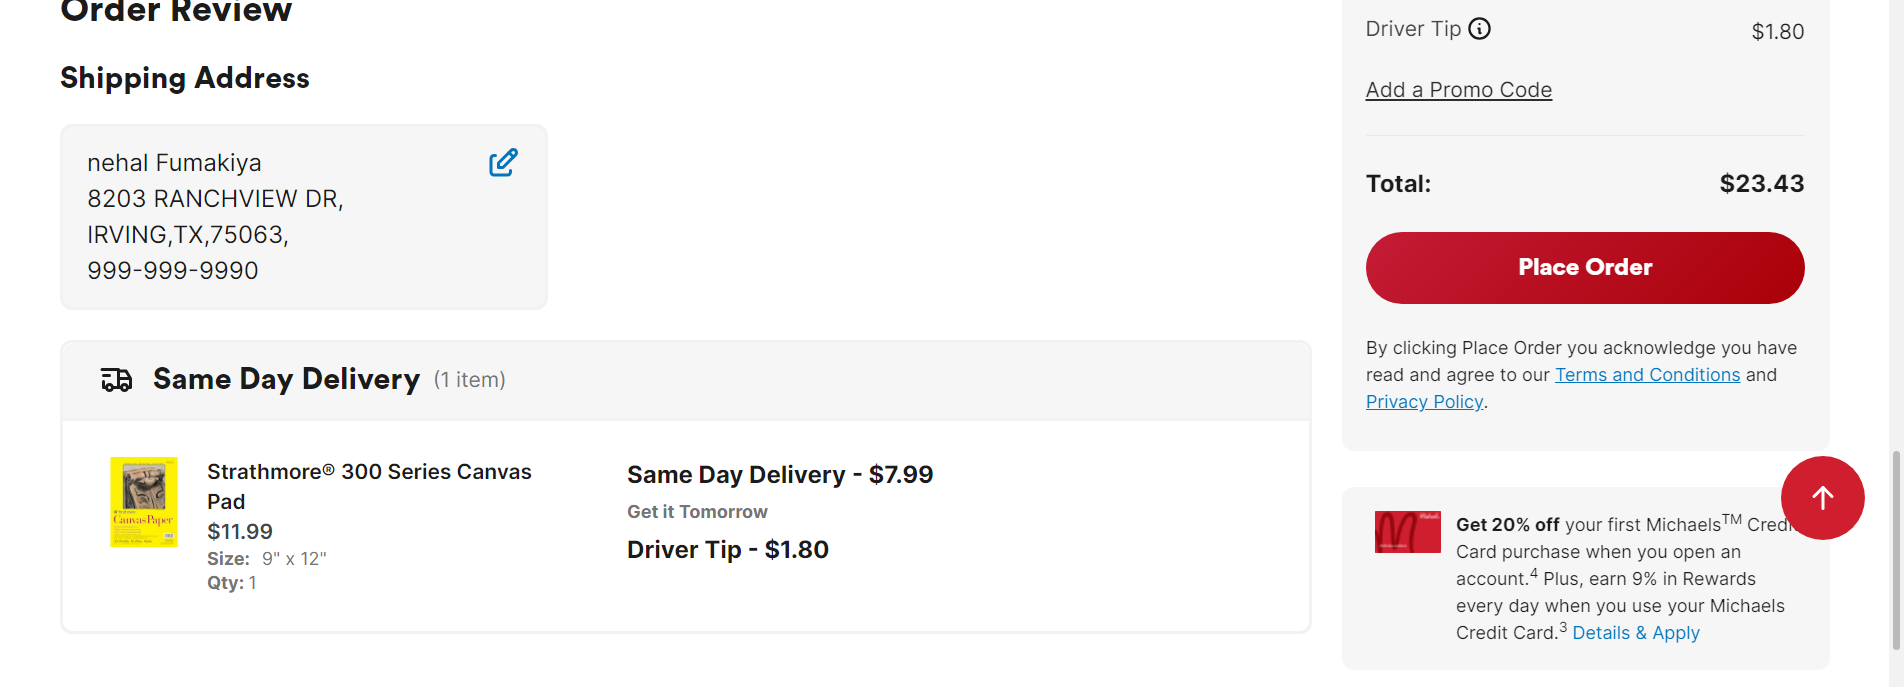 Order Review
Shipping Address
nehal Fumakiya
8203 RANCHVIEW DR,
IRVING,TX,75063,
999-999-9990
Same Day Delivery (1 item)
Canvas Paper
Strathmore® 300 Series Canvas
Pad
$11.99
Size: 9" x 12"
Qty: 1
Same Day Delivery - $7.99
Get it Tomorrow
Driver Tip - $1.80
Driver Tip $1.80
Add a Promo Code
Total: $23.43
Place Order
By clicking Place Order you acknowledge you have
read and agree to our Terms and Conditions and
Privacy Policy.
Get 20% off your first Michaels™
Card purchase when you open an
account.⁴ Plus, earn 9% in Rewards
every day when you use your Michaels
Credit Card.³ Details & Apply